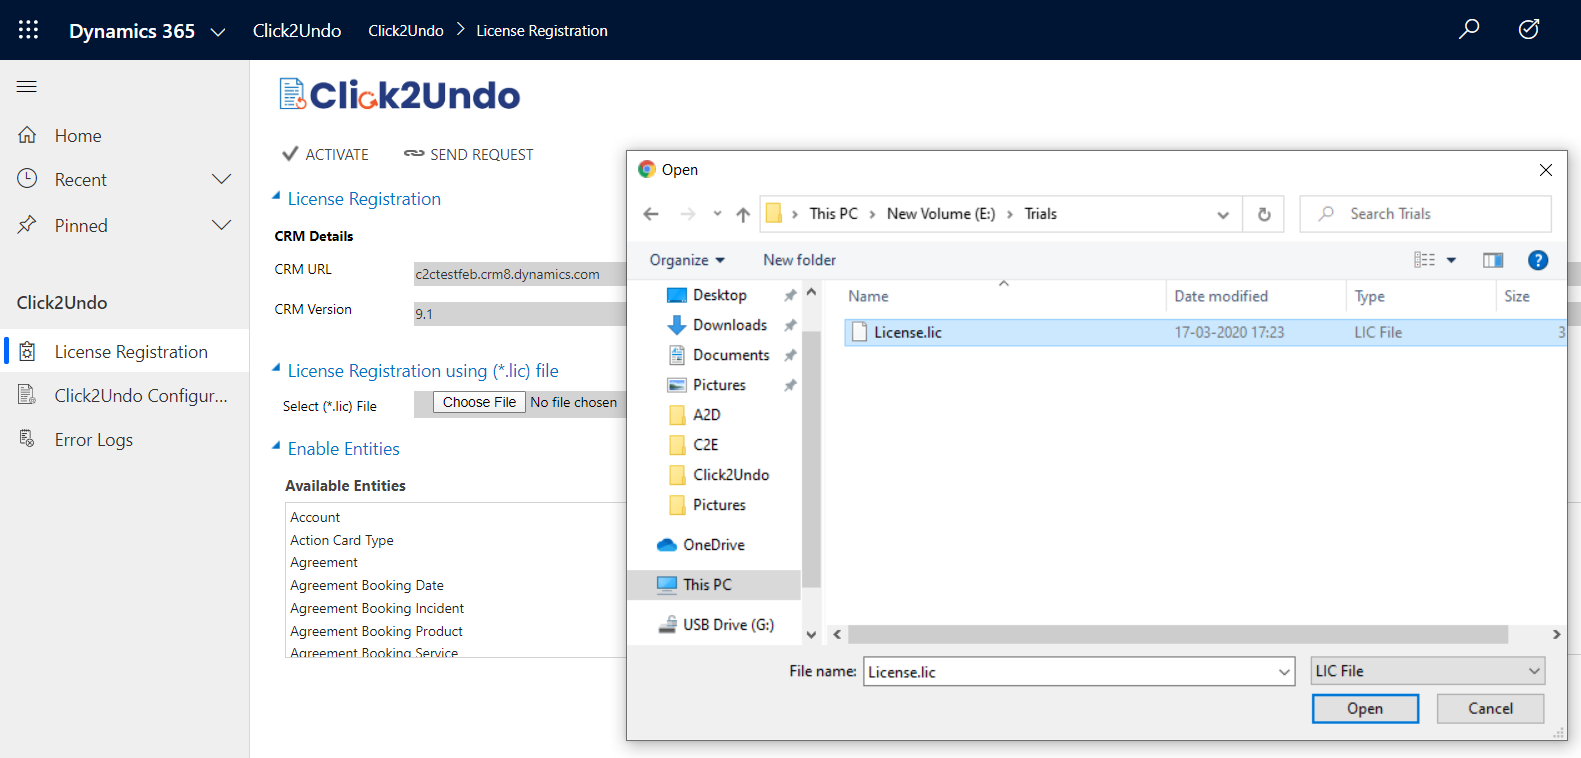 Dynamics 365 Click2Undo Click2Undo License Registration
Home
Recent
Pinned
Click2Undo
License Registration
Click2Undo Configur...
Error Logs
Click2Undo
ACTIVATE SEND REQUEST
License Registration
CRM Details
CRM URL c2ctestfeb.crm8.dynamics.com
CRM Version 9.1
License Registration using (*.lic) file
Select (*.lic) File Choose File No file chosen
Enable Entities
Available Entities
Account
Action Card Type
Agreement
Agreement Booking Date
Agreement Booking Incident
Agreement Booking Product
Agreement Booking Service
Open
This PC New Volume (E:) Trials Search Trials
Organize New folder
Name Date modified Type Size
License.lic 17-03-2020 17:23 LIC File 3
Desktop
Downloads
Documents
Pictures
A2D
C2E
Click2Undo
Pictures
OneDrive
This PC
USB Drive (G:)
File name: License.lic LIC File
Open Cancel